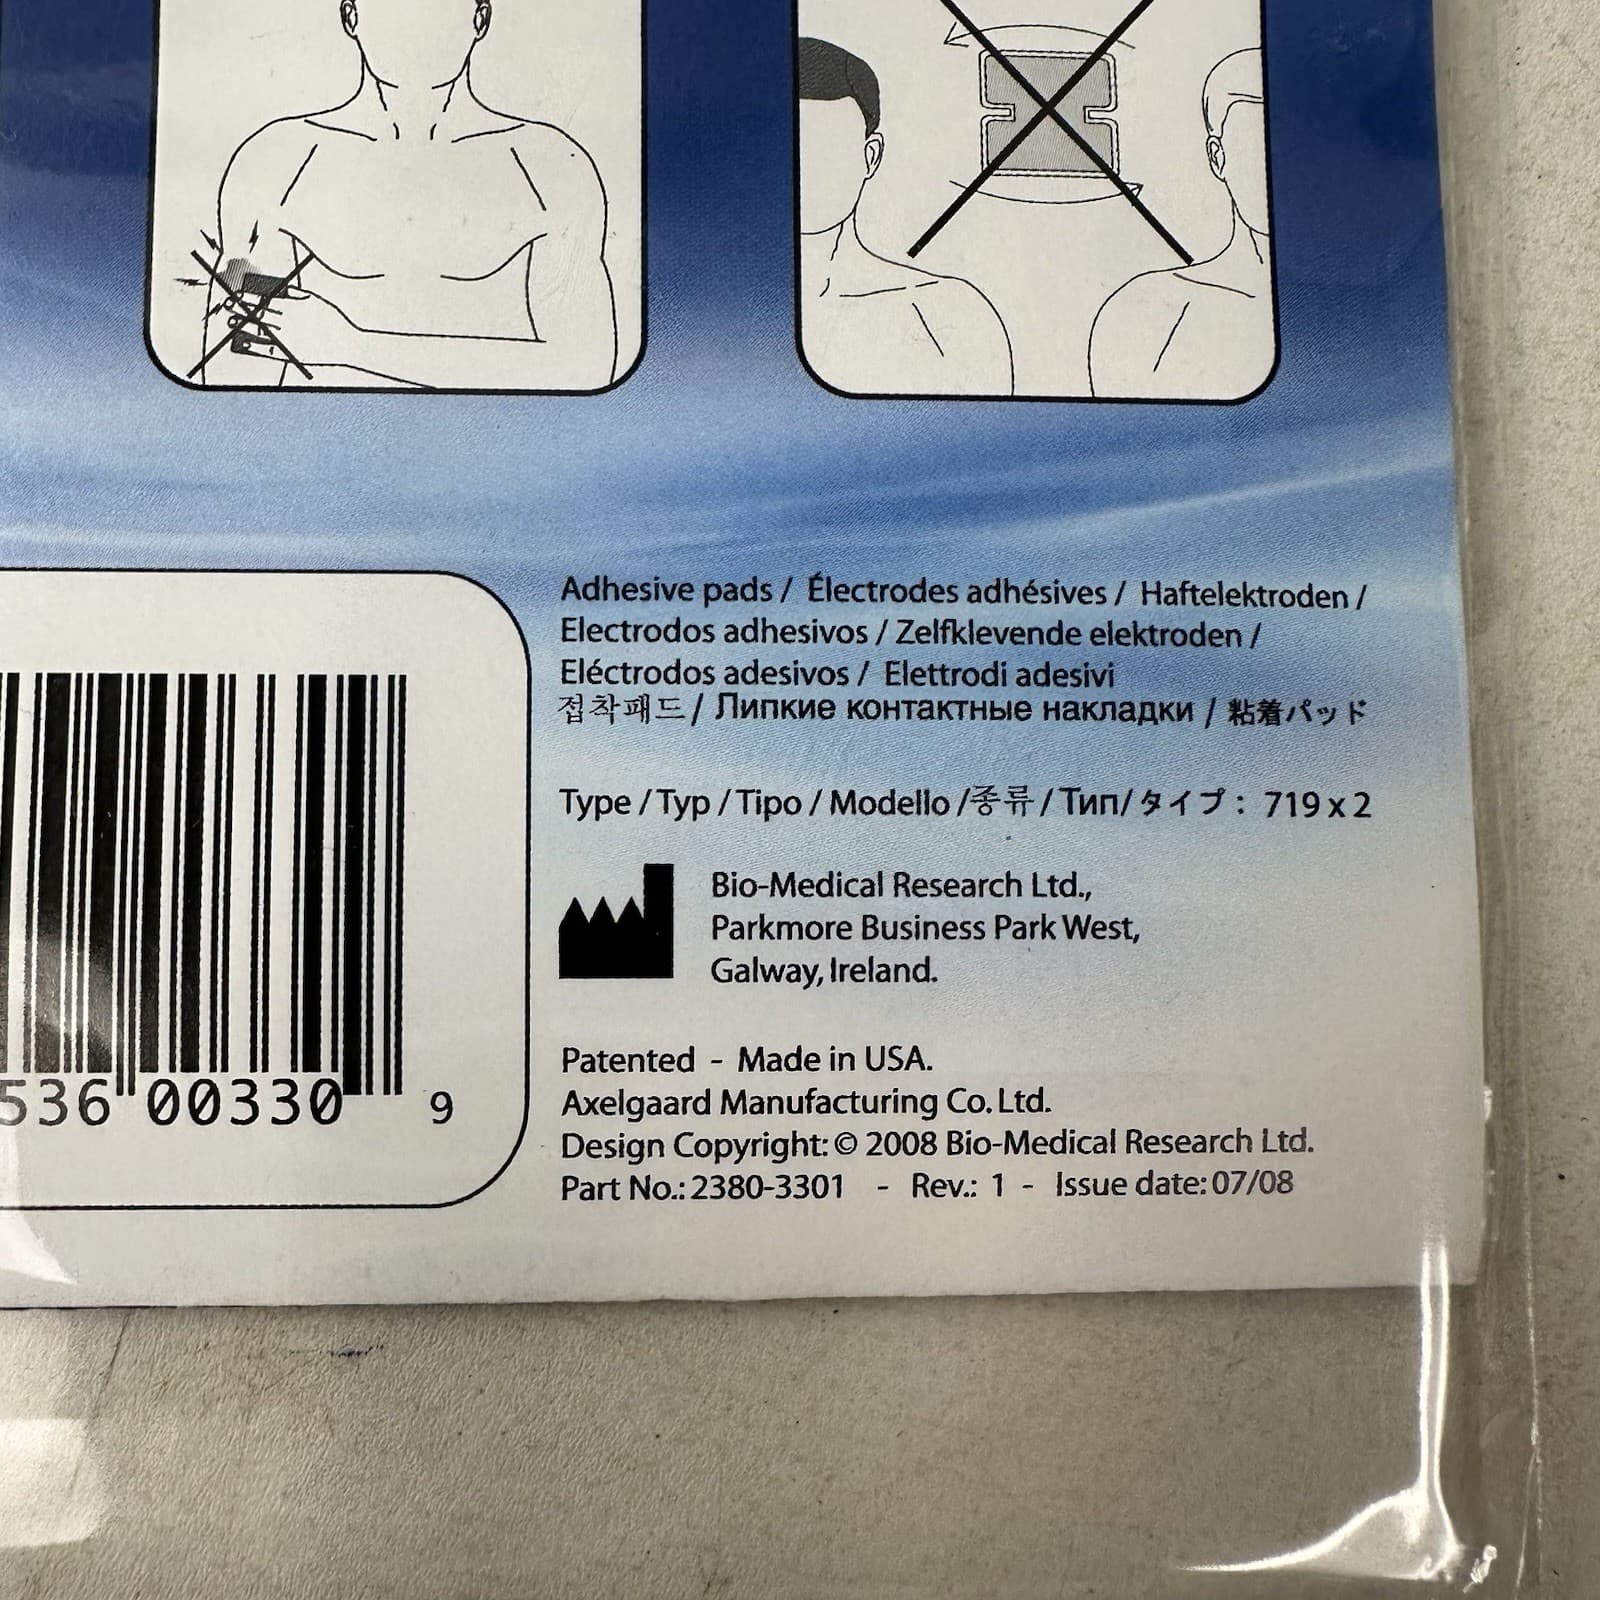 Adhesive pads / Électrodes adhésives / Haftelektroden /
Electrodos adhesivos / Zelfklevende elektroden /
Eléctrodos adesivos / Elettrodi adesivi
접착패드 / Липкие контактные накладки / 粘着パッド
Type / Typ / Tipo / Modello /종류 / Тип/ タイプ : 719 x 2
Bio-Medical Research Ltd.,
Parkmore Business Park West,
Galway, Ireland.
536 00330 9
Patented - Made in USA.
Axelgaard Manufacturing Co. Ltd.
Design Copyright: © 2008 Bio-Medical Research Ltd.
Part No.: 2380-3301 - Rev.: 1 - Issue date: 07/08